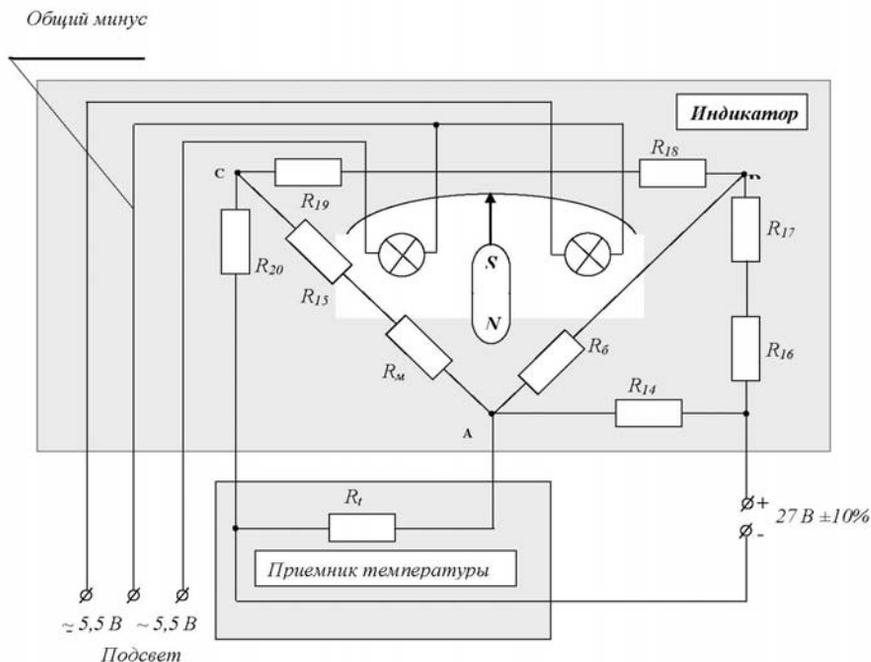 Общий минус
Индикатор
C
R19
R18
R17
R20
R15
S
N
Rм
Rб
R16
R14
A
Rt
+
27 В ±10%
-
Приемник температуры
~ 5,5 В
~ 5,5 В
Подсвет